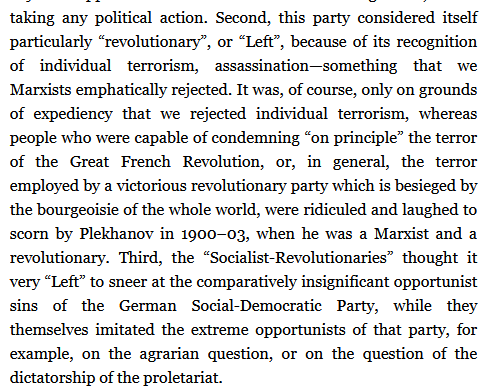 taking any political action. Second, this party considered itself
particularly “revolutionary”, or “Left”, because of its recognition
of individual terrorism, assassination—something that we
Marxists emphatically rejected. It was, of course, only on grounds
of expediency that we rejected individual terrorism, whereas
people who were capable of condemning “on principle” the terror
of the Great French Revolution, or, in general, the terror
employed by a victorious revolutionary party which is besieged by
the bourgeoisie of the whole world, were ridiculed and laughed to
scorn by Plekhanov in 1900–03, when he was a Marxist and a
revolutionary. Third, the “Socialist-Revolutionaries” thought it
very “Left” to sneer at the comparatively insignificant opportunist
sins of the German Social-Democratic Party, while they
themselves imitated the extreme opportunists of that party, for
example, on the agrarian question, or on the question of the
dictatorship of the proletariat.